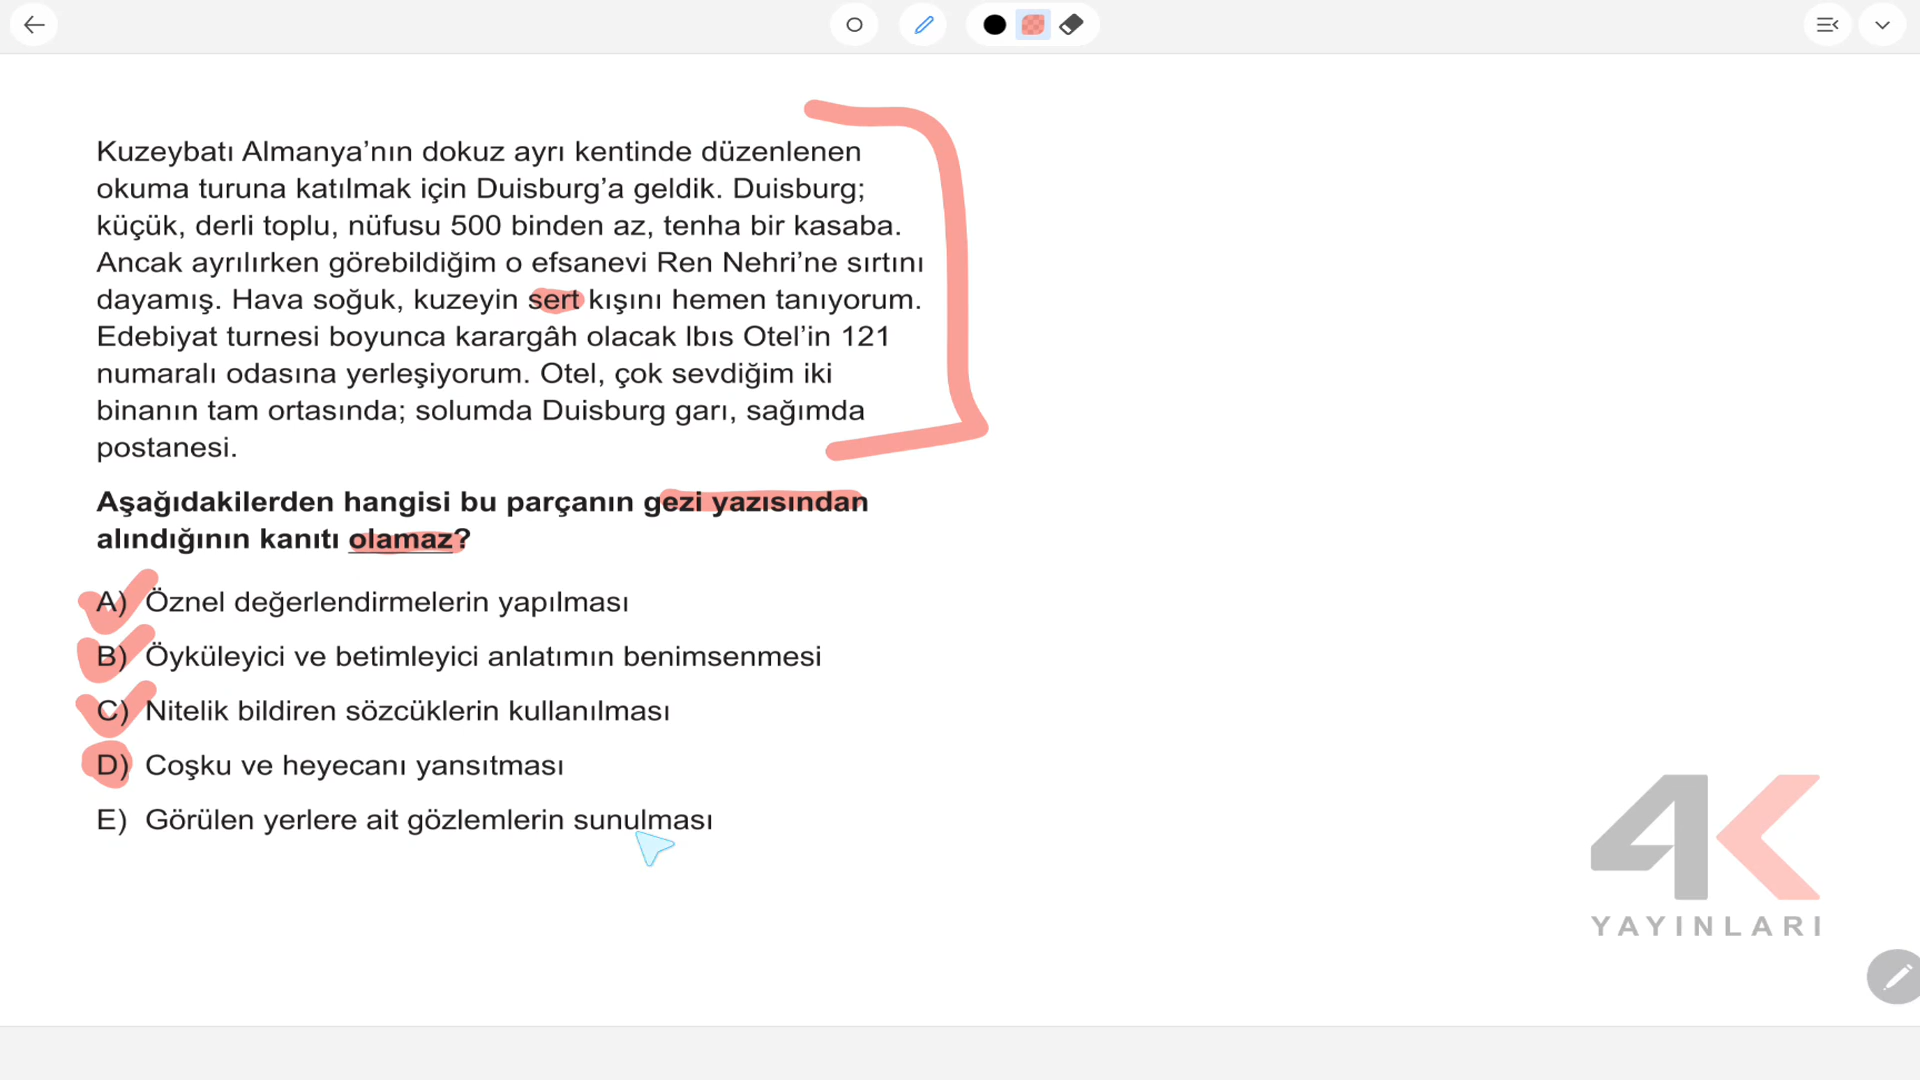 Kuzeybatı Almanya’nın dokuz ayrı kentinde düzenlenen
okuma turuna katılmak için Duisburg’a geldik. Duisburg;
küçük, derli toplu, nüfusu 500 binden az, tenha bir kasaba.
Ancak ayrılırken görebildiğim o efsanevi Ren Nehri’ne sırtını
dayamış. Hava soğuk, kuzeyin sert kışını hemen tanıyorum.
Edebiyat turnesi boyunca karargâh olacak Ibıs Otel’in 121
numaralı odasına yerleşiyorum. Otel, çok sevdiğim iki
binanın tam ortasında; solumda Duisburg garı, sağımda
postanesi.
Aşağıdakilerden hangisi bu parçanın gezi yazısından
alındığının kanıtı olamaz?
A) Öznel değerlendirmelerin yapılması
B) Öyküleyici ve betimleyici anlatımın benimsenmesi
C) Nitelik bildiren sözcüklerin kullanılması
D) Coşku ve heyecanı yansıtması
E) Görülen yerlere ait gözlemlerin sunulması
4K
YAYINLARI